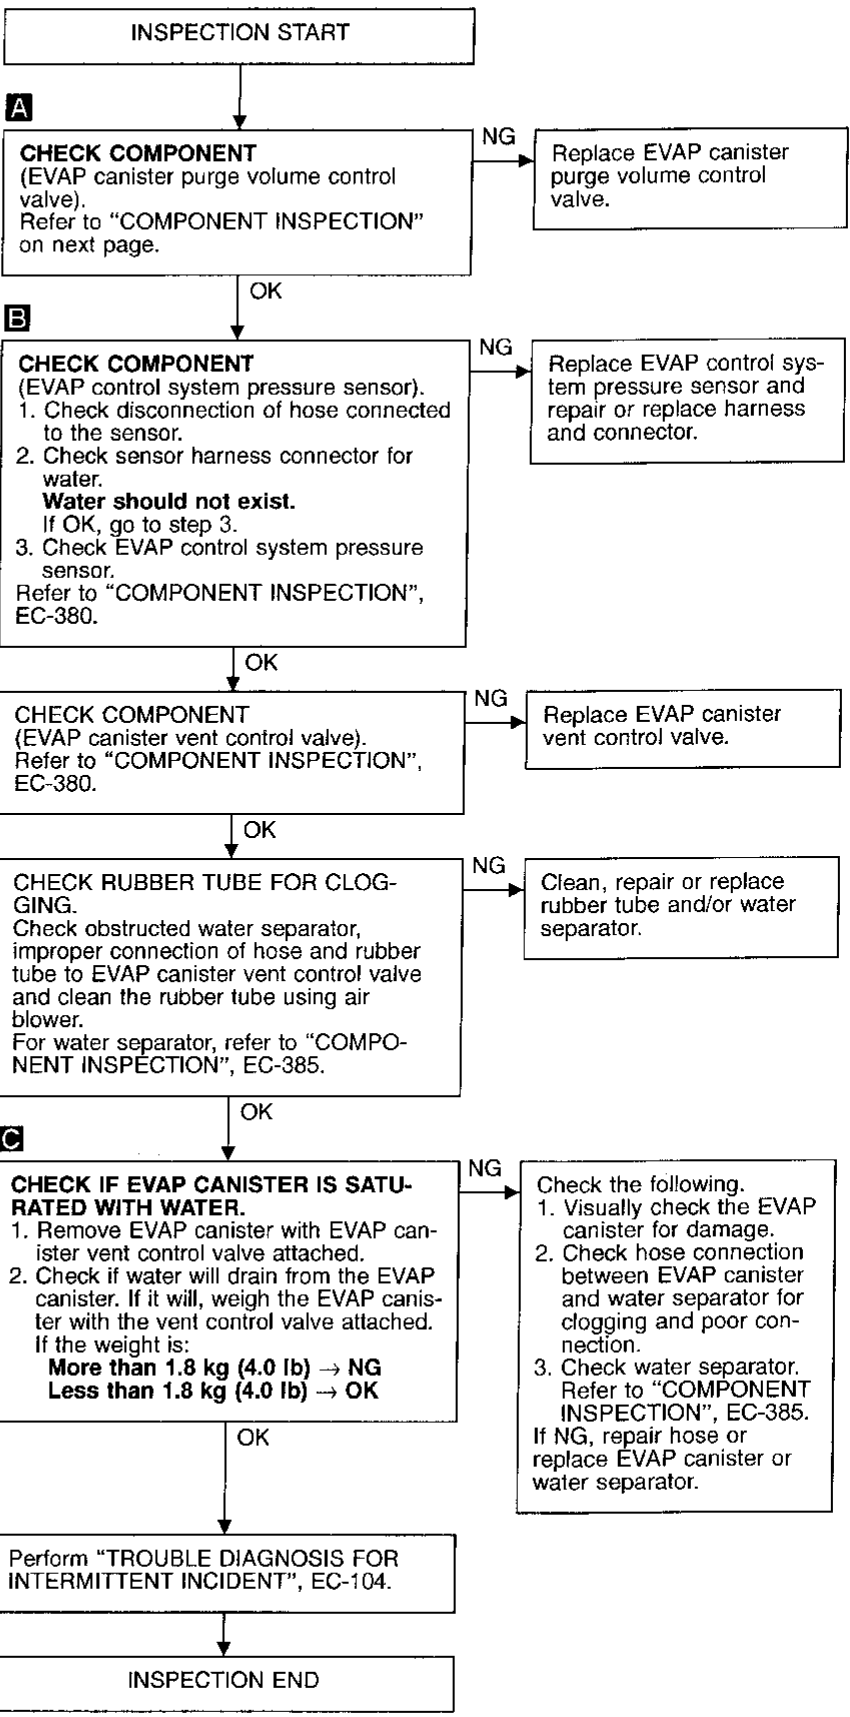 INSPECTION START
A
CHECK COMPONENT
(EVAP canister purge volume control
valve).
Refer to “COMPONENT INSPECTION”
on next page.
NG
Replace EVAP canister
purge volume control
valve.
OK
B
CHECK COMPONENT
(EVAP control system pressure sensor).
1. Check disconnection of hose connected
to the sensor.
2. Check sensor harness connector for
water.
Water should not exist.
If OK, go to step 3.
3. Check EVAP control system pressure
sensor.
Refer to “COMPONENT INSPECTION”,
EC-380.
NG
Replace EVAP control sys-
tem pressure sensor and
repair or replace harness
and connector.
OK
CHECK COMPONENT
(EVAP canister vent control valve).
Refer to “COMPONENT INSPECTION”,
EC-380.
NG
Replace EVAP canister
vent control valve.
OK
CHECK RUBBER TUBE FOR CLOG-
GING.
Check obstructed water separator,
improper connection of hose and rubber
tube to EVAP canister vent control valve
and clean the rubber tube using air
blower.
For water separator, refer to “COMPO-
NENT INSPECTION”, EC-385.
NG
Clean, repair or replace
rubber tube and/or water
separator.
OK
C
CHECK IF EVAP CANISTER IS SATU-
RATED WITH WATER.
1. Remove EVAP canister with EVAP can-
ister vent control valve attached.
2. Check if water will drain from the EVAP
canister. If it will, weigh the EVAP canis-
ter with the vent control valve attached.
If the weight is:
More than 1.8 kg (4.0 lb) → NG
Less than 1.8 kg (4.0 lb) → OK
NG
Check the following.
1. Visually check the EVAP
canister for damage.
2. Check hose connection
between EVAP canister
and water separator for
clogging and poor con-
nection.
3. Check water separator.
Refer to “COMPONENT
INSPECTION”, EC-385.
If NG, repair hose or
replace EVAP canister or
water separator.
OK
Perform “TROUBLE DIAGNOSIS FOR
INTERMITTENT INCIDENT”, EC-104.
INSPECTION END